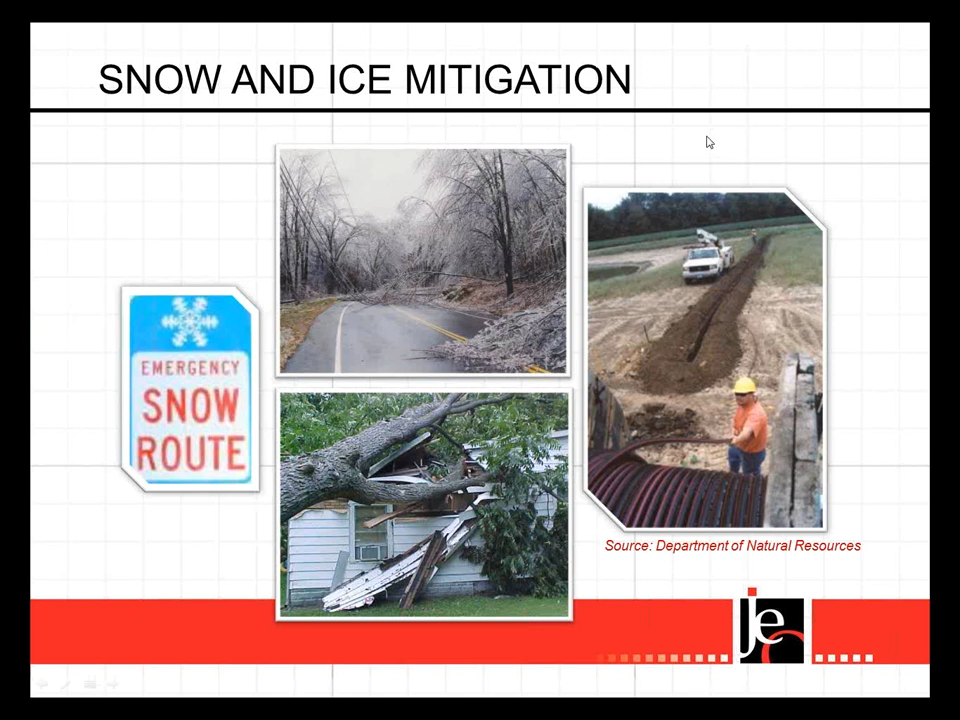 SNOW AND ICE MITIGATION
EMERGENCY
SNOW
ROUTE
Source: Department of Natural Resources
jeo